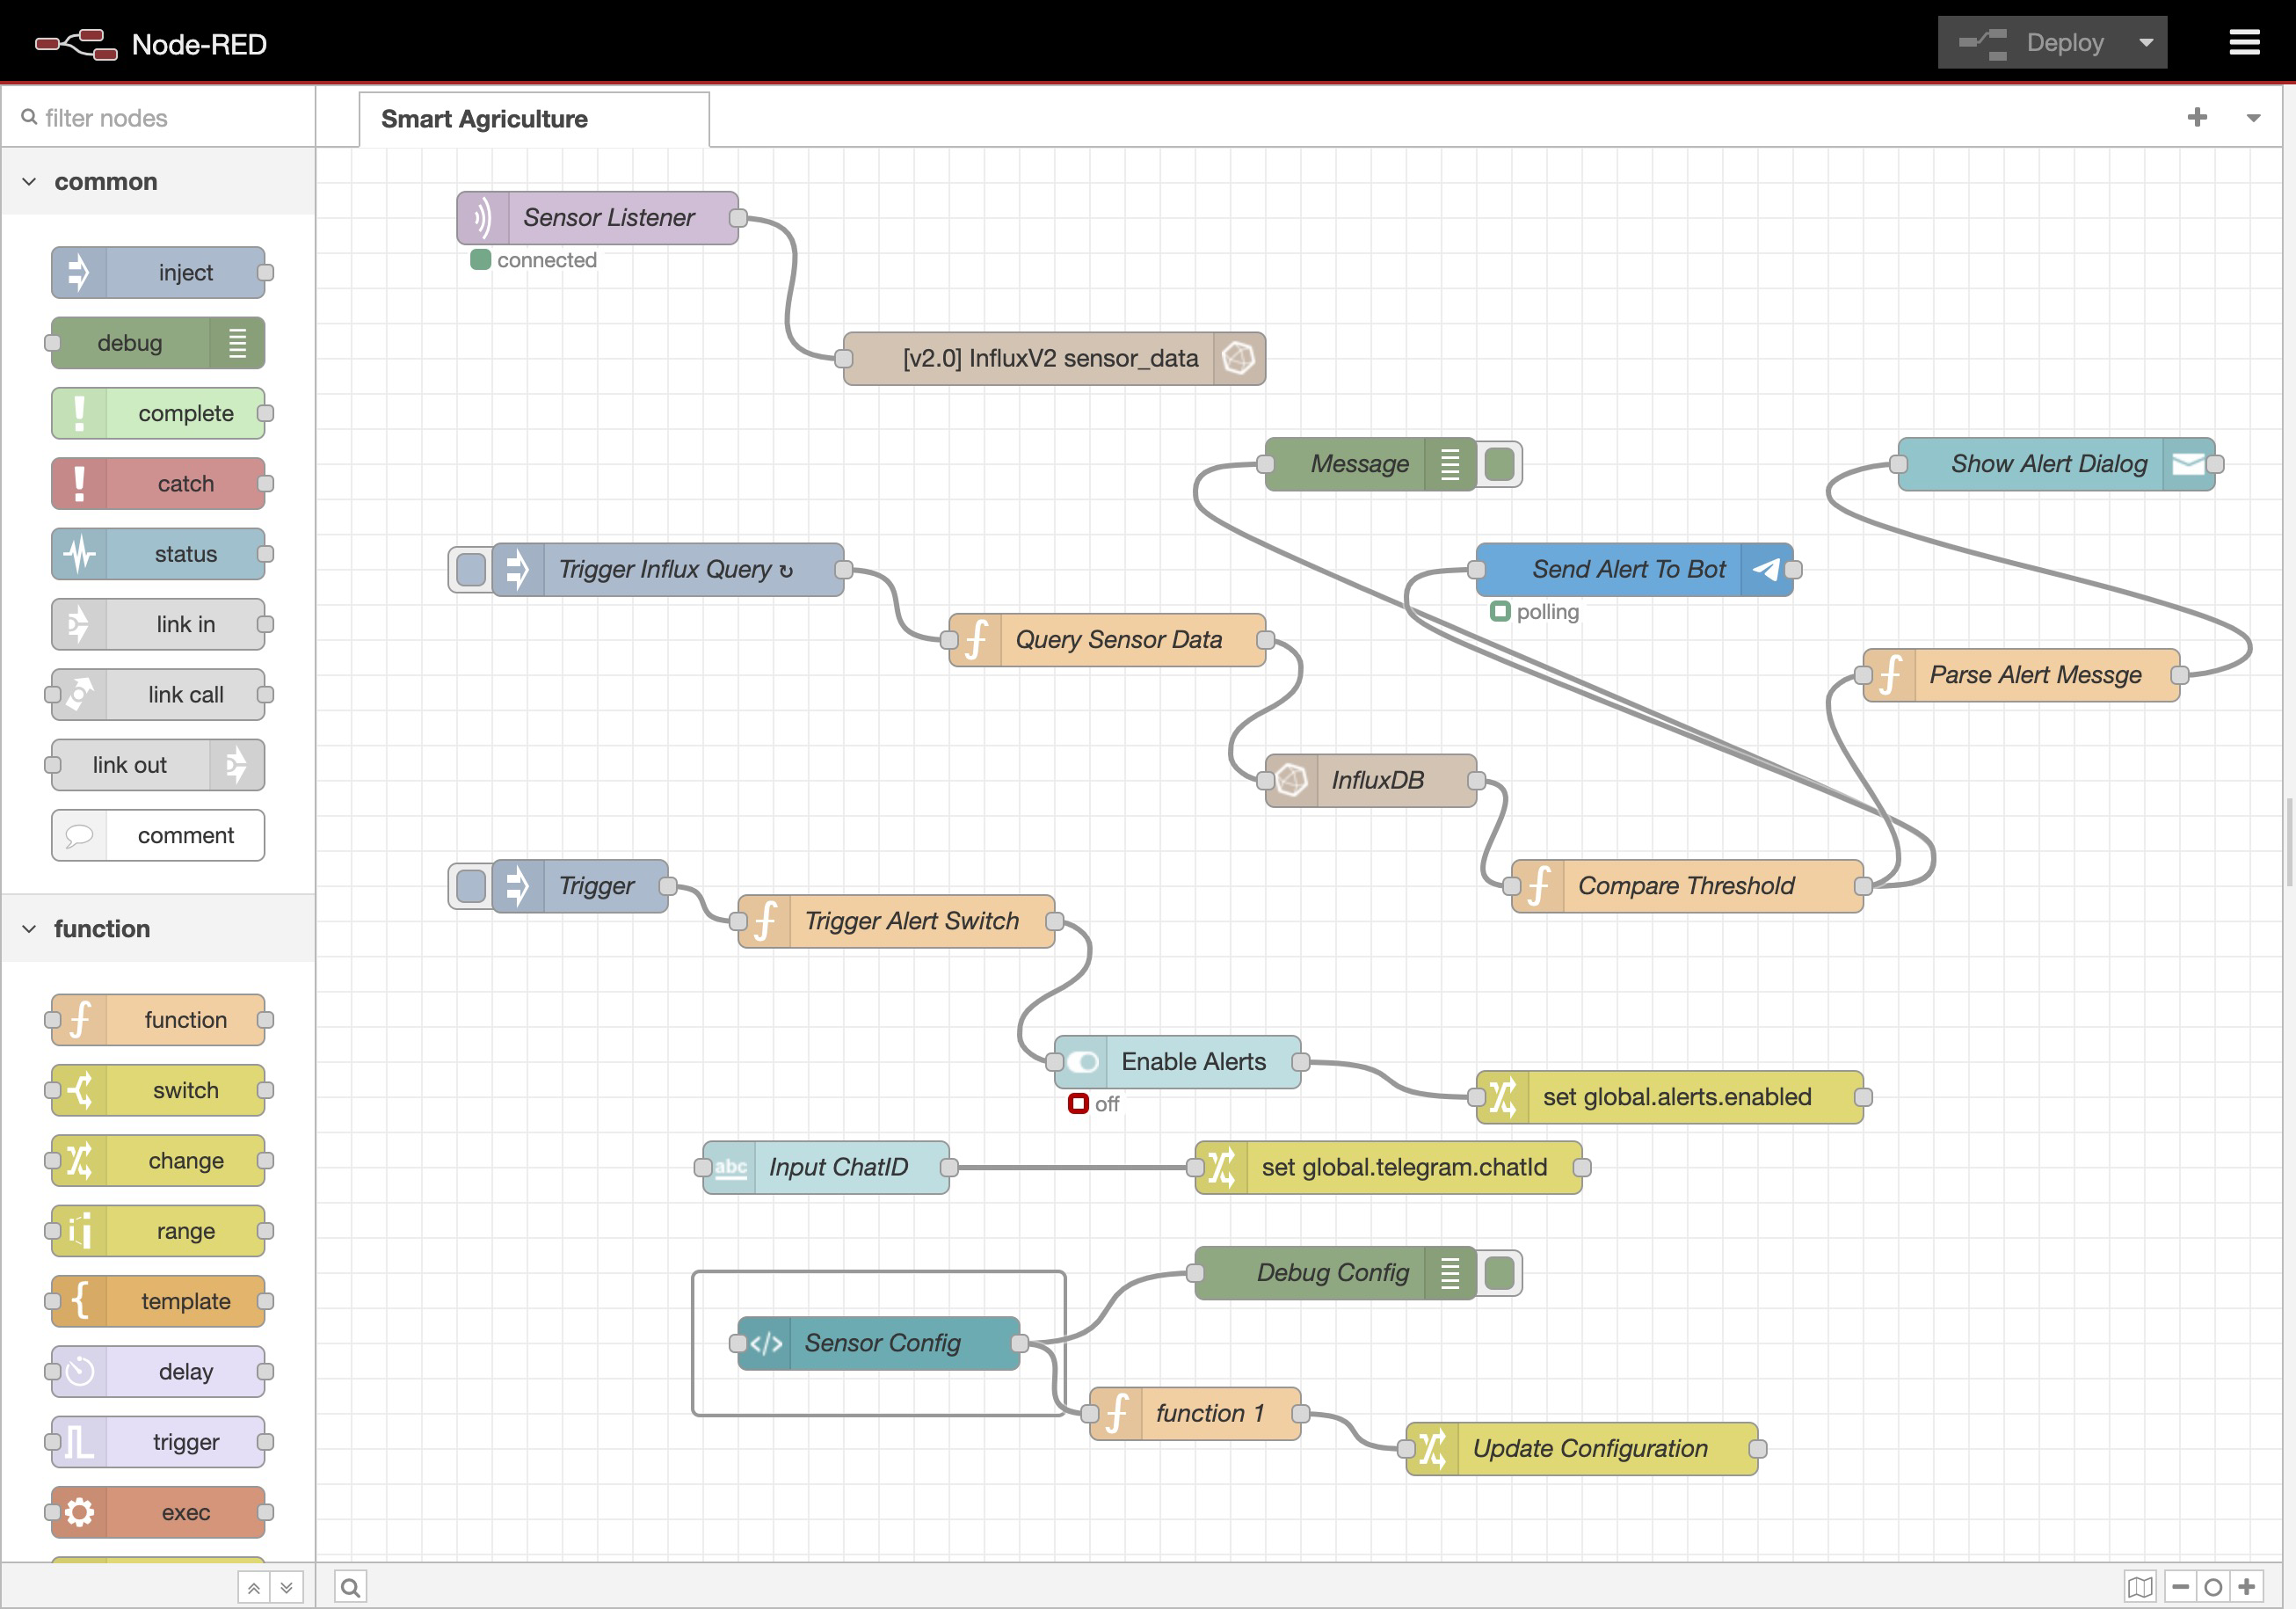 Node-RED
Deploy
filter nodes
Smart Agriculture
common
inject
debug
complete
catch
status
link in
link call
link out
comment
function
function
switch
change
range
template
delay
trigger
exec
Sensor Listener
connected
[v2.0] InfluxV2 sensor_data
Message
Show Alert Dialog
Trigger Influx Query ↻
Send Alert To Bot
polling
Query Sensor Data
Parse Alert Messge
InfluxDB
Trigger
Compare Threshold
Trigger Alert Switch
Enable Alerts
off
set global.alerts.enabled
abc
Input ChatID
set global.telegram.chatId
Debug Config
</> Sensor Config
function 1
Update Configuration